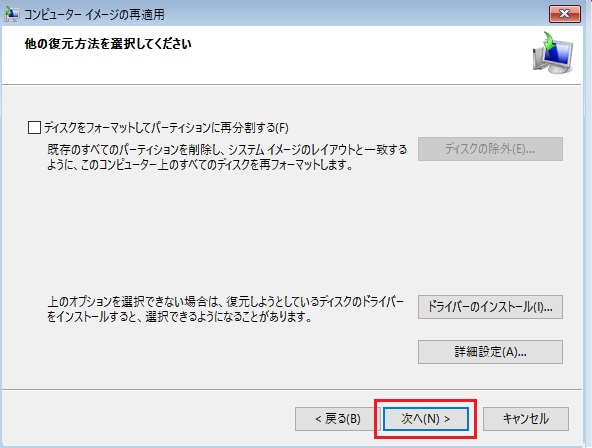 コンピューター イメージの再適用
他の復元方法を選択してください
ディスクをフォーマットしてパーティションに再分割する(F)
既存のすべてのパーティションを削除し、システム イメージのレイアウトと一致する
ように、このコンピューター上のすべてのディスクを再フォーマットします。
ディスクの除外(E)...
上のオプションを選択できない場合は、復元しようとしているディスクのドライバー
をインストールすると、選択できるようになることがあります。
ドライバーのインストール(I)...
詳細設定(A)...
< 戻る(B)
次へ(N) >
キャンセル